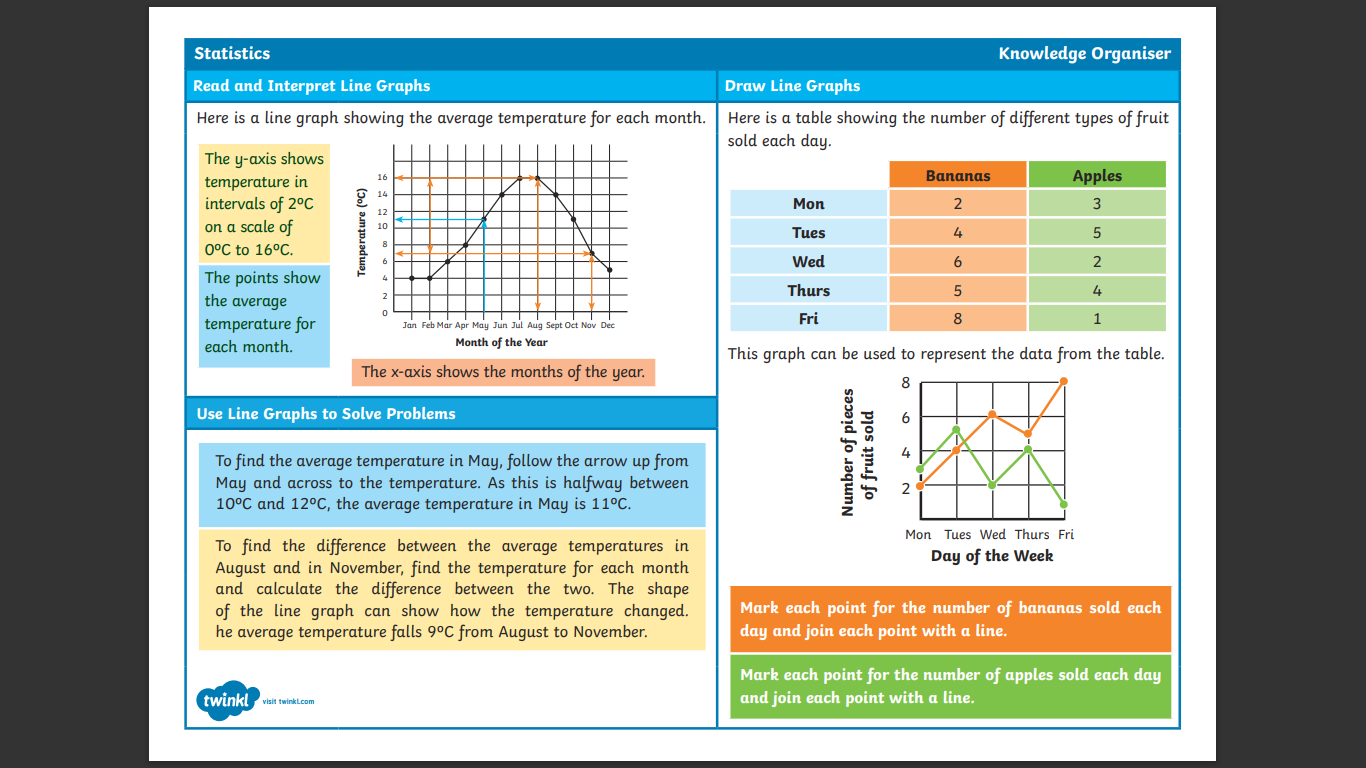 Statistics
Knowledge Organiser
Read and Interpret Line Graphs
Here is a line graph showing the average temperature for each month.
The y-axis shows
temperature in
intervals of 2ºC
on a scale of
0ºC to 16ºC.
The points show
the average
temperature for
each month.
Temperature (ºC)
16
14
12
10
8
6
4
2
0
Jan Feb Mar Apr May Jun Jul Aug Sept Oct Nov Dec
Month of the Year
The x-axis shows the months of the year.
Use Line Graphs to Solve Problems
To find the average temperature in May, follow the arrow up from
May and across to the temperature. As this is halfway between
10ºC and 12ºC, the average temperature in May is 11ºC.
To find the difference between the average temperatures in
August and in November, find the temperature for each month
and calculate the difference between the two. The shape
of the line graph can show how the temperature changed.
he average temperature falls 9ºC from August to November.
twinkl
visit twinkl.com
Draw Line Graphs
Here is a table showing the number of different types of fruit
sold each day.
Bananas Apples
Mon 2 3
Tues 4 5
Wed 6 2
Thurs 5 4
Fri 8 1
This graph can be used to represent the data from the table.
Number of pieces
of fruit sold
8
6
4
2
Mon Tues Wed Thurs Fri
Day of the Week
Mark each point for the number of bananas sold each
day and join each point with a line.
Mark each point for the number of apples sold each day
and join each point with a line.